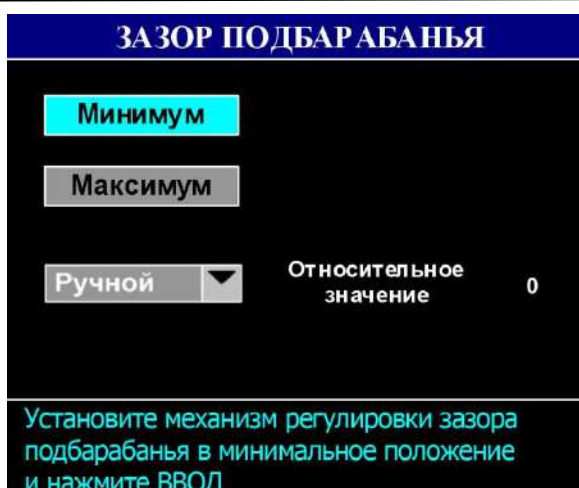 ЗАЗОР ПОДБАРАБАНЬЯ
Минимум
Максимум
Ручной
Относительное
значение
0
Установите механизм регулировки зазора
подбарабанья в минимальное положение
и нажмите ВВОД